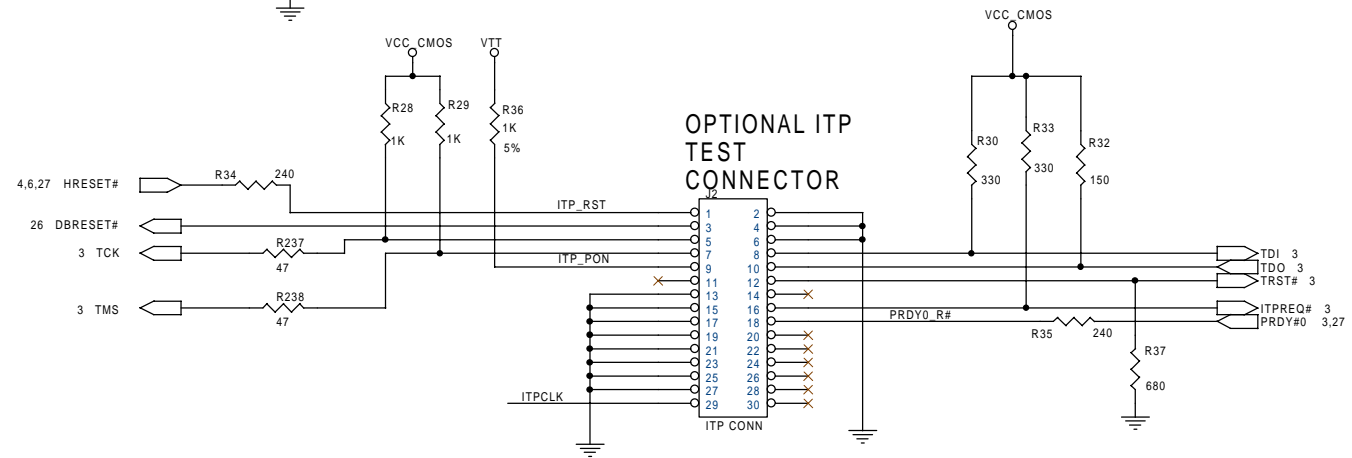 VCC_CMOS
VCC_CMOS VTT
R28 R29 R36
1K 1K 1K
5%
OPTIONAL ITP
TEST
CONNECTOR
R30 R33 R32
330 330 150
4,6,27 HRESET# R34 240
J2
ITP_RST 1 2
26 DBRESET# 3 4
R237 5 6
3 TCK 47 7 8 TDI 3
ITP_PON 9 10 TDO 3
11 12 TRST# 3
R238 13 14
3 TMS 47 15 16 ITPREQ# 3
17 18 PRDY0_R# R35 240 PRDY#0 3,27
19 20
21 22
23 24
25 26
27 28
ITPCLK 29 30
R37
680
ITP CONN